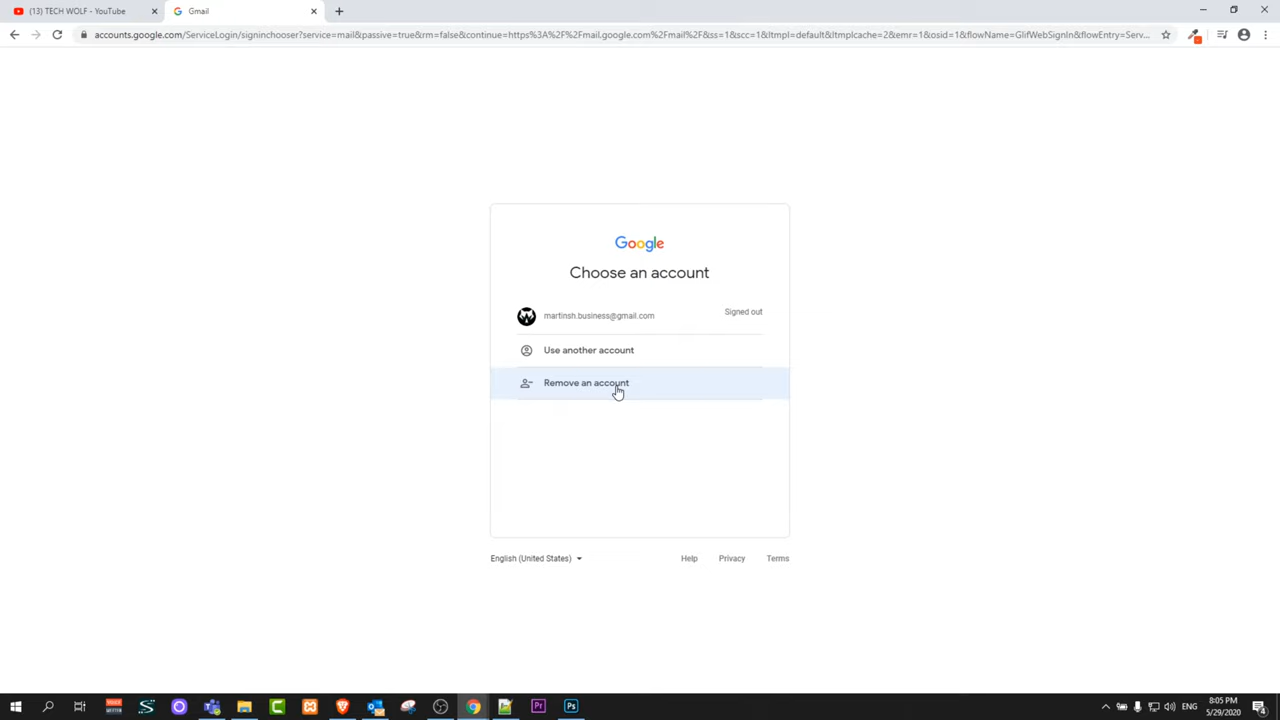 (13) TECH WOLF - YouTube
Gmail
accounts.google.com/ServiceLogin/signinchooser?service=mail&passive=true&rm=false&continue=https%3A%2F%2Fmail.google.com%2Fmail%2F&ss=1&scc=1&ltmpl=default&ltmplcache=2&emr=1&osid=1&flowName=GlifWebSignIn&flowEntry=Serv...
Google
Choose an account
martinsh.business@gmail.com
Signed out
Use another account
Remove an account
English (United States)
Help
Privacy
Terms
Pr
Ps
ENG
8:05 PM
5/29/2020
4